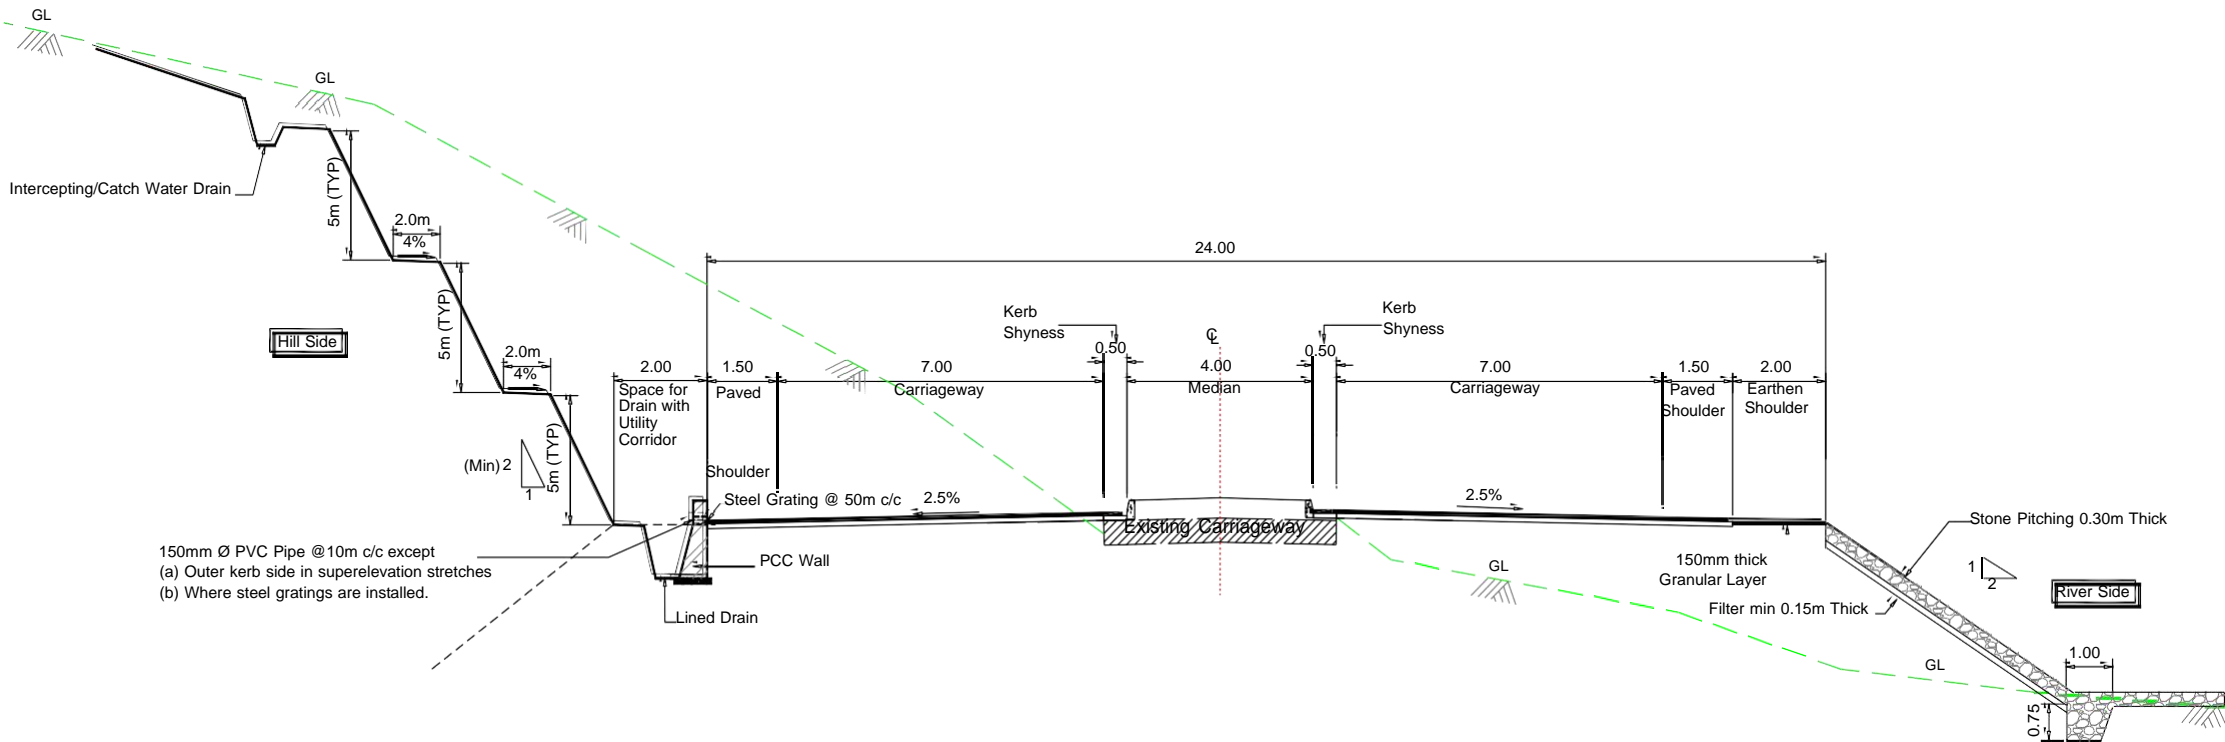 GL
GL
Intercepting/Catch Water Drain
5m (TYP)
2.0m
4%
24.00
5m (TYP)
Hill Side
Kerb
Shyness
Kerb
Shyness
℄
0.50
0.50
2.0m
4%
2.00
1.50
7.00
4.00
7.00
1.50
2.00
Space for
Drain with
Utility
Corridor
Paved
Shoulder
Carriageway
Median
Carriageway
Paved
Shoulder
Earthen
Shoulder
(Min) 2
1
5m (TYP)
Steel Grating @ 50m c/c
2.5%
2.5%
Existing Carriageway
Stone Pitching 0.30m Thick
150mm Ø PVC Pipe @10m c/c except
(a) Outer kerb side in superelevation stretches
(b) Where steel gratings are installed.
PCC Wall
Lined Drain
GL
150mm thick
Granular Layer
Filter min 0.15m Thick
1
2
River Side
GL
1.00
0.75